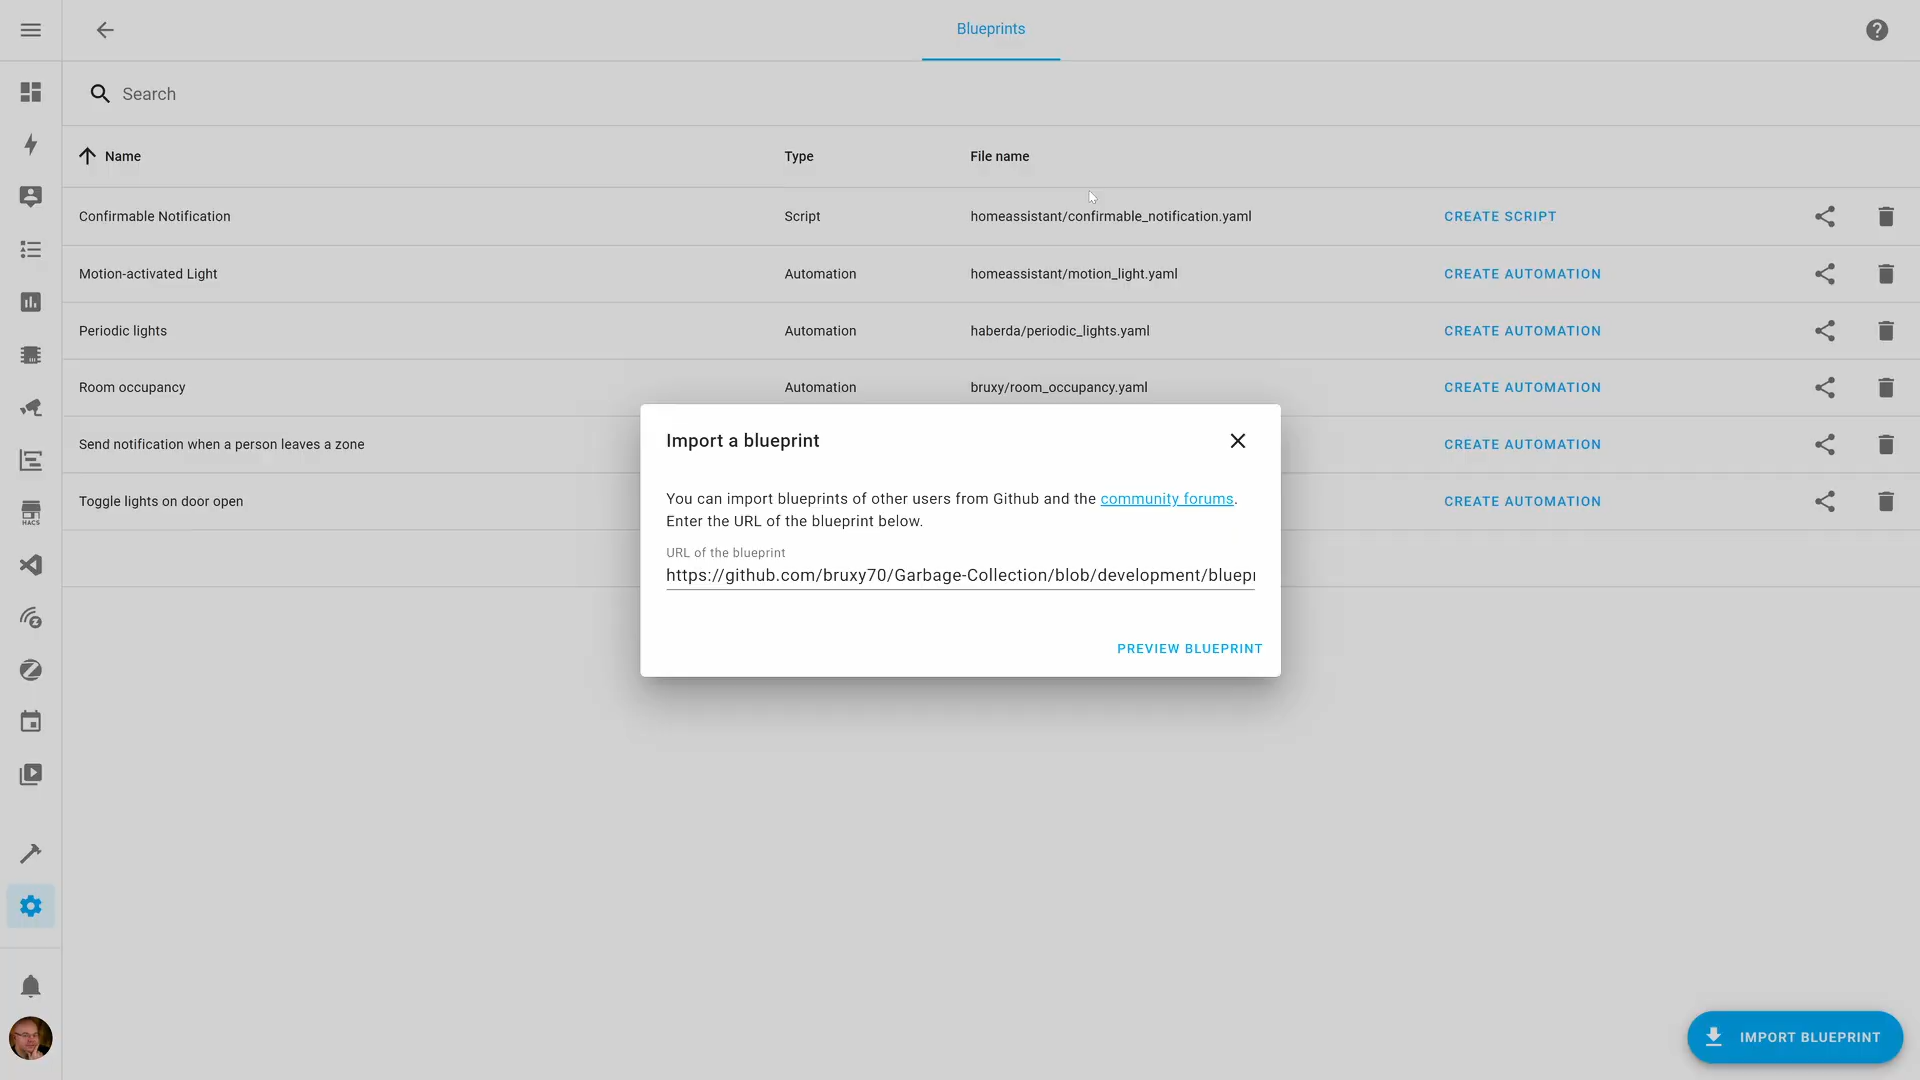 Blueprints
Search
Name Type File name
Confirmable Notification Script homeassistant/confirmable_notification.yaml CREATE SCRIPT
Motion-activated Light Automation homeassistant/motion_light.yaml CREATE AUTOMATION
Periodic lights Automation haberda/periodic_lights.yaml CREATE AUTOMATION
Room occupancy Automation bruxy/room_occupancy.yaml CREATE AUTOMATION
Send notification when a person leaves a zone CREATE AUTOMATION
Toggle lights on door open CREATE AUTOMATION
HACS
Import a blueprint
You can import blueprints of other users from Github and the community forums.
Enter the URL of the blueprint below.
URL of the blueprint
https://github.com/bruxy70/Garbage-Collection/blob/development/bluepr
PREVIEW BLUEPRINT
IMPORT BLUEPRINT